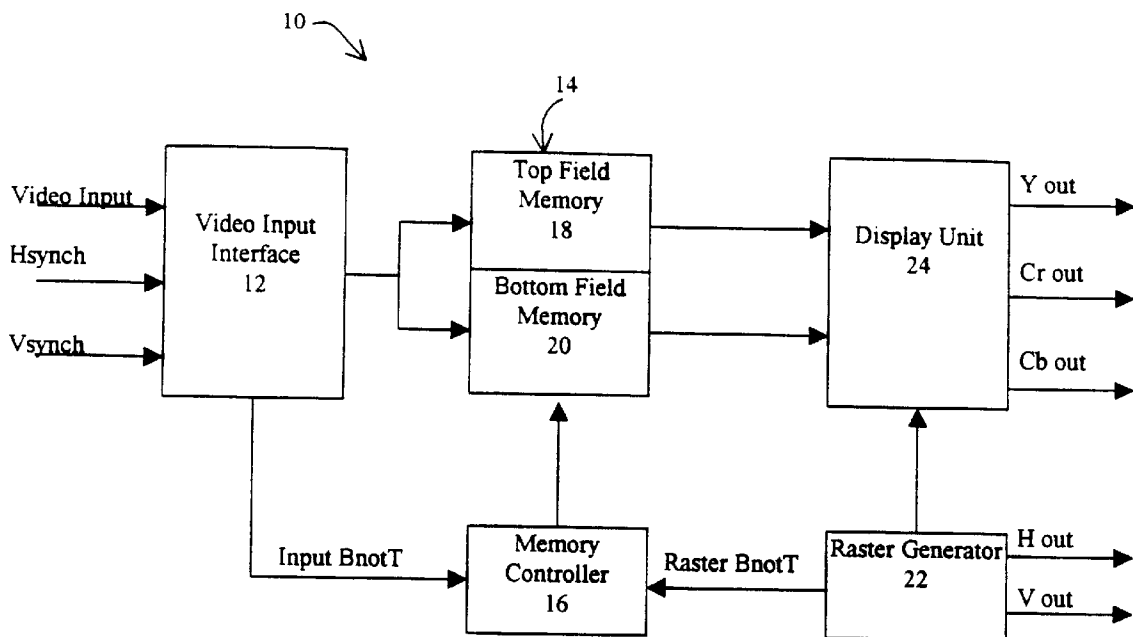 10
14
Video Input
Hsynch
Vsynch
Video Input
Interface
12
Top Field
Memory
18
Bottom Field
Memory
20
Display Unit
24
Y out
Cr out
Cb out
Input BnotT
Memory
Controller
16
Raster BnotT
Raster Generator
22
H out
V out